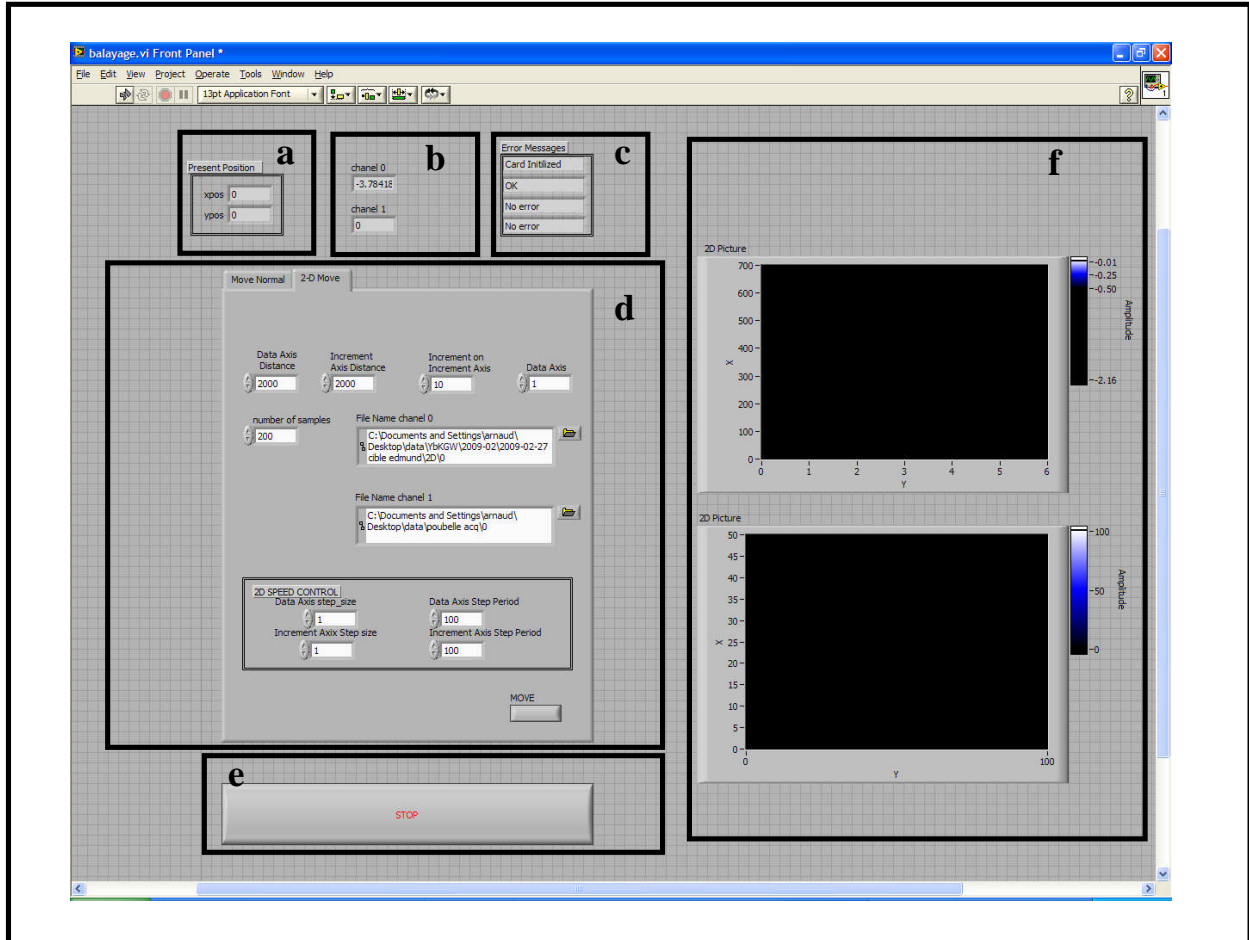 balayage.vi Front Panel *
File Edit View Project Operate Tools Window Help
13pt Application Font
1
a
Present Position
xpos 0
ypos 0
b
chanel 0
-3.78418
chanel 1
0
c
Error Messages
Card Initilized
OK
No error
No error
d
Move Normal 2-D Move
Data Axis
Distance
2000
Increment
Axis Distance
2000
Increment on
Increment Axis
10
Data Axis
1
number of samples
200
File Name chanel 0
C:\Documents and Settings\arnaud\
Desktop\data\YbKGW\2009-02\2009-02-27
cible edmund\2D\0
File Name chanel 1
C:\Documents and Settings\arnaud\
Desktop\data\poubelle acq\0
2D SPEED CONTROL
Data Axis step_size
1
Data Axis Step Period
100
Increment Axix Step size
1
Increment Axis Step Period
100
MOVE
e
STOP
f
2D Picture
700
600
500
400
300
200
100
0
X
0 1 2 3 4 5 6
Y
-0.01
-0.25
-0.50
-2.16
Amplitude
2D Picture
50
45
40
35
30
25
20
15
10
5
0
X
0 100
Y
100
50
0
Amplitude